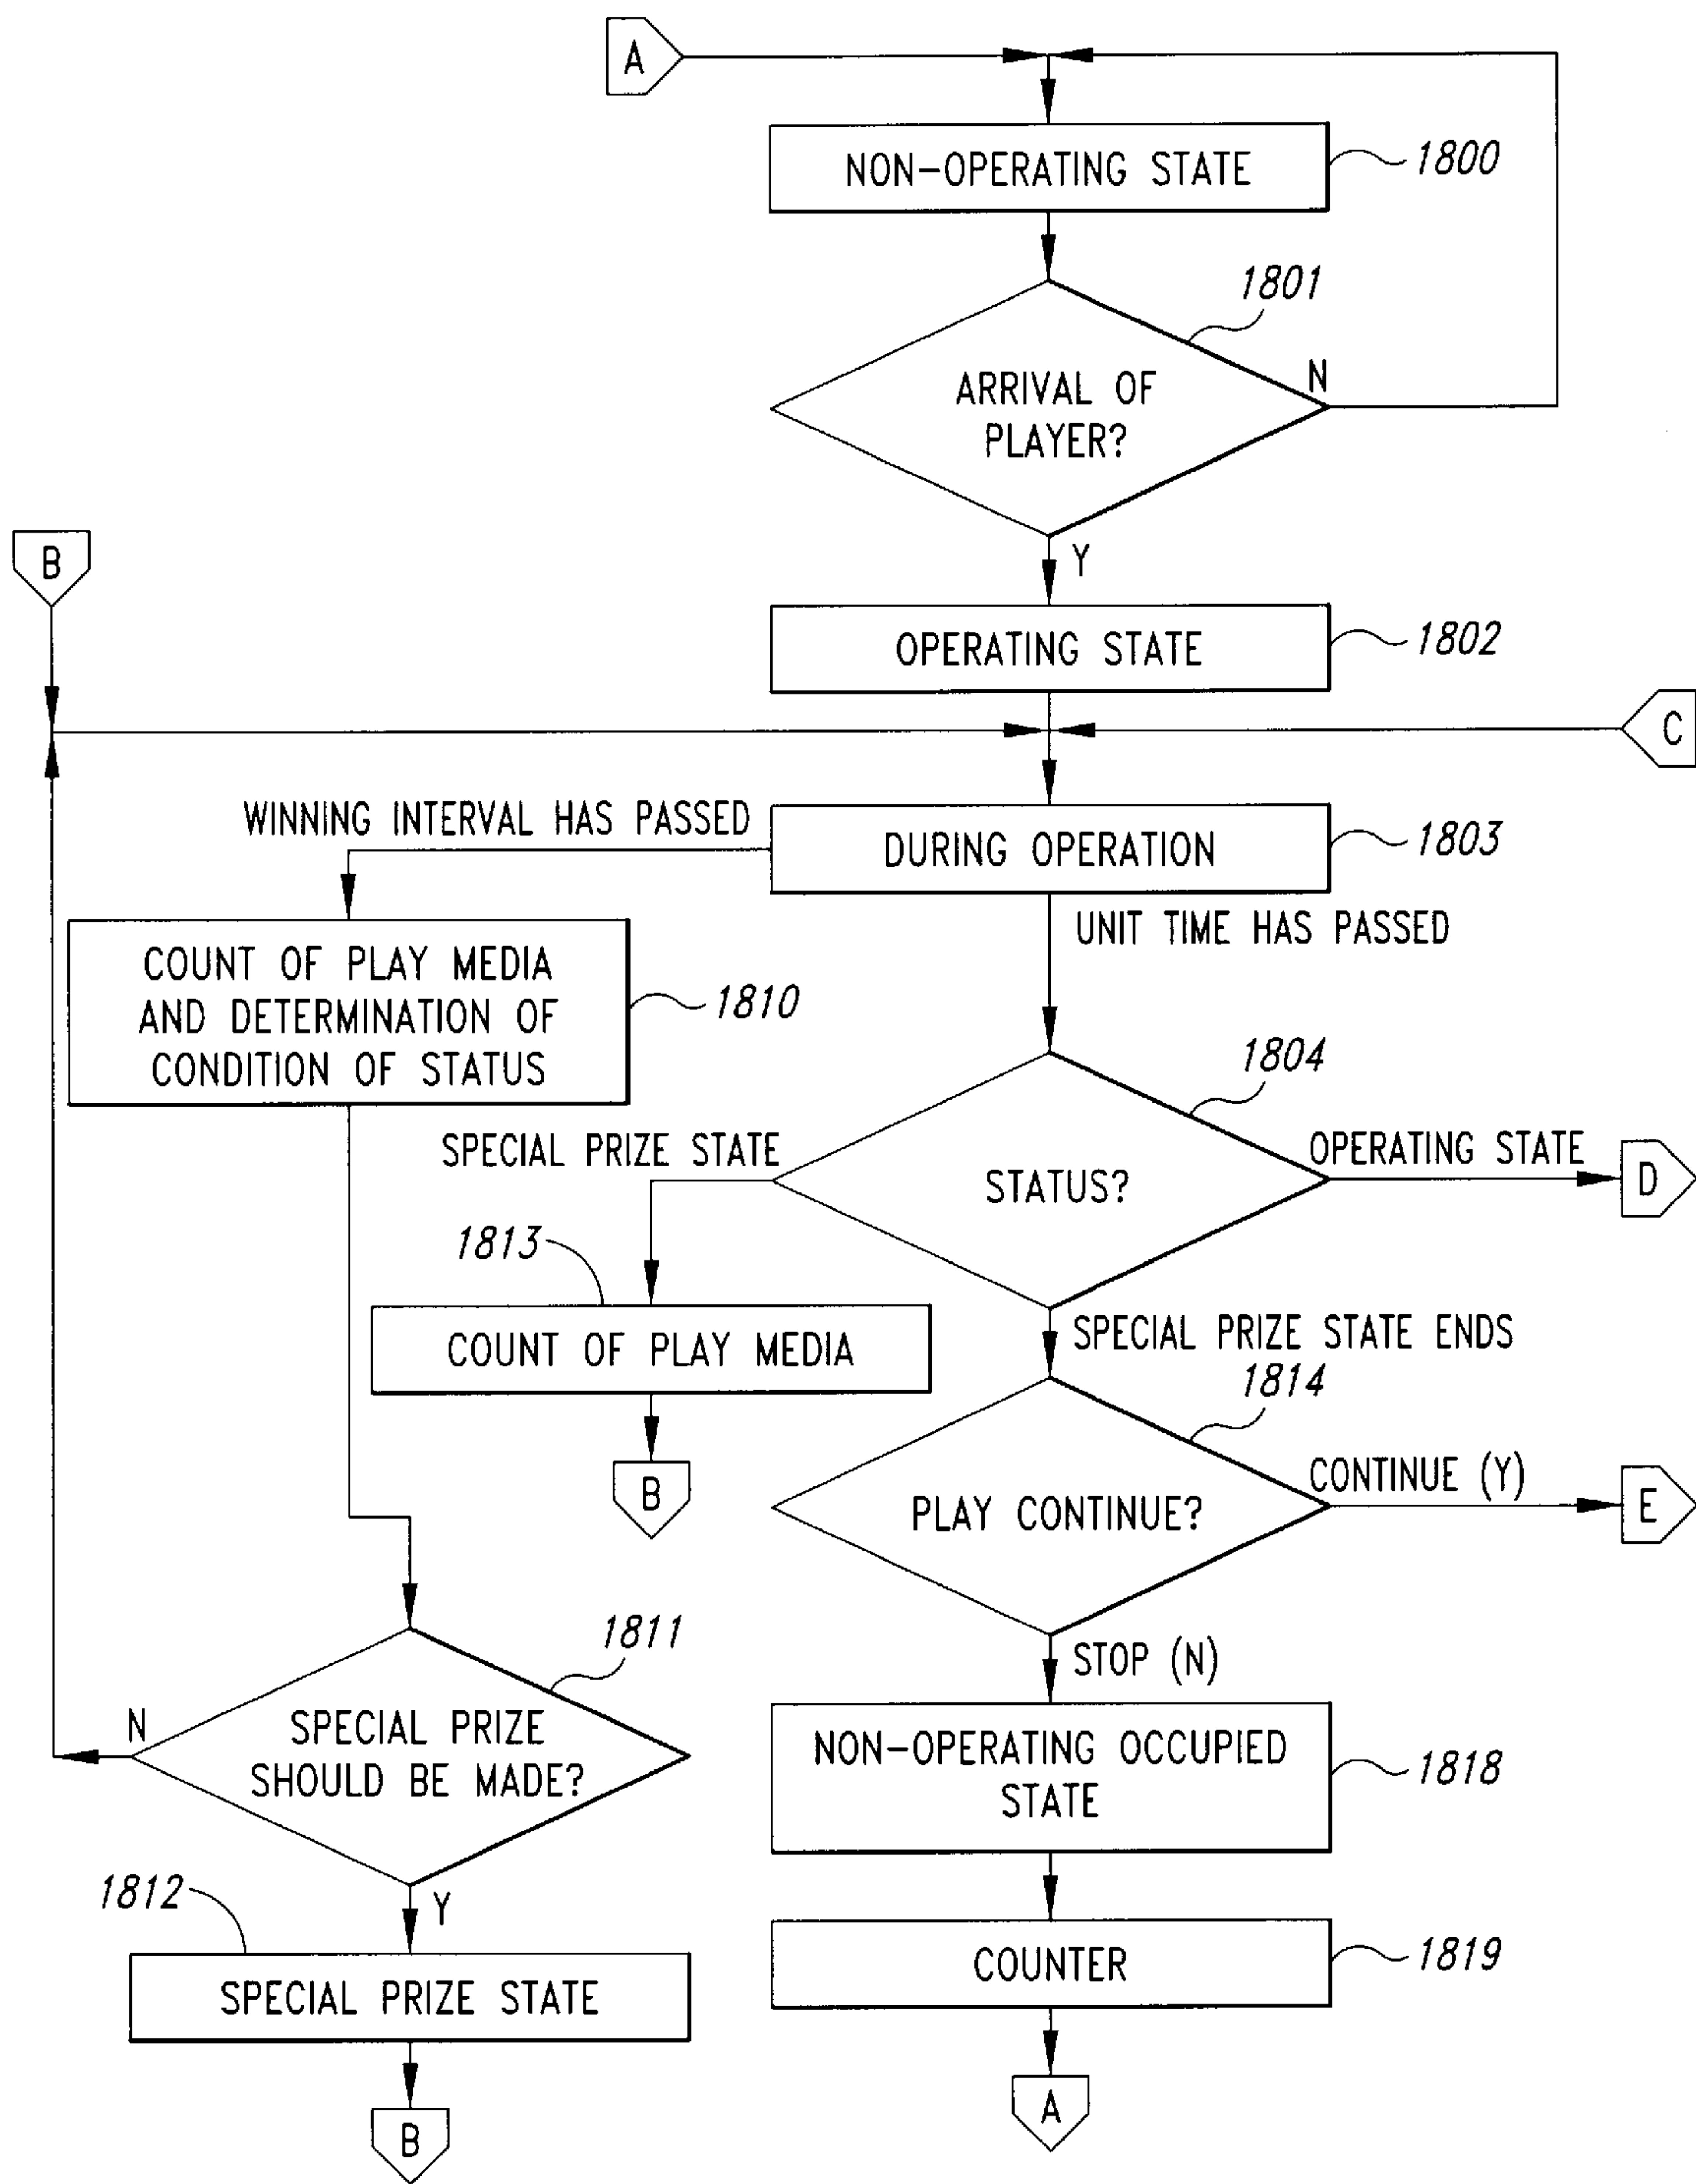 A
NON-OPERATING STATE
1800
1801
ARRIVAL OF
PLAYER?
N
Y
B
OPERATING STATE
1802
C
WINNING INTERVAL HAS PASSED
DURING OPERATION
1803
UNIT TIME HAS PASSED
COUNT OF PLAY MEDIA
AND DETERMINATION OF
CONDITION OF STATUS
1810
1804
SPECIAL PRIZE STATE
STATUS?
OPERATING STATE
D
1813
COUNT OF PLAY MEDIA
SPECIAL PRIZE STATE ENDS
1814
B
PLAY CONTINUE?
CONTINUE (Y)
E
1811
STOP (N)
N
SPECIAL PRIZE
SHOULD BE MADE?
NON-OPERATING OCCUPIED
STATE
1818
1812
Y
SPECIAL PRIZE STATE
COUNTER
1819
A
B